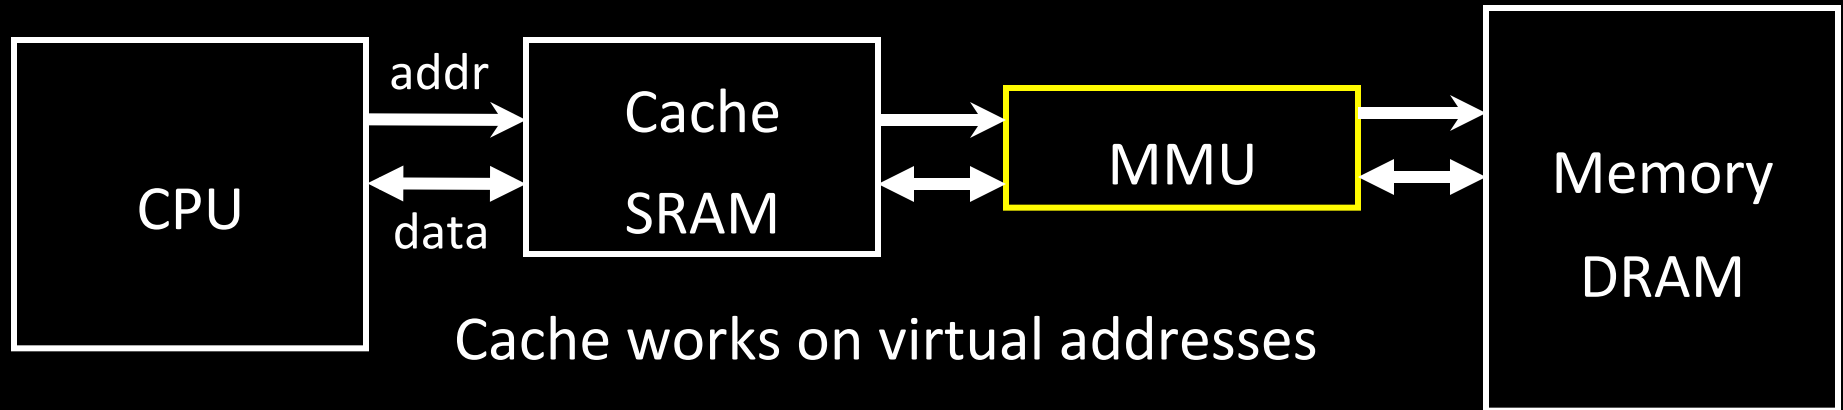 CPU
addr
data
Cache
SRAM
MMU
Memory
DRAM
Cache works on virtual addresses